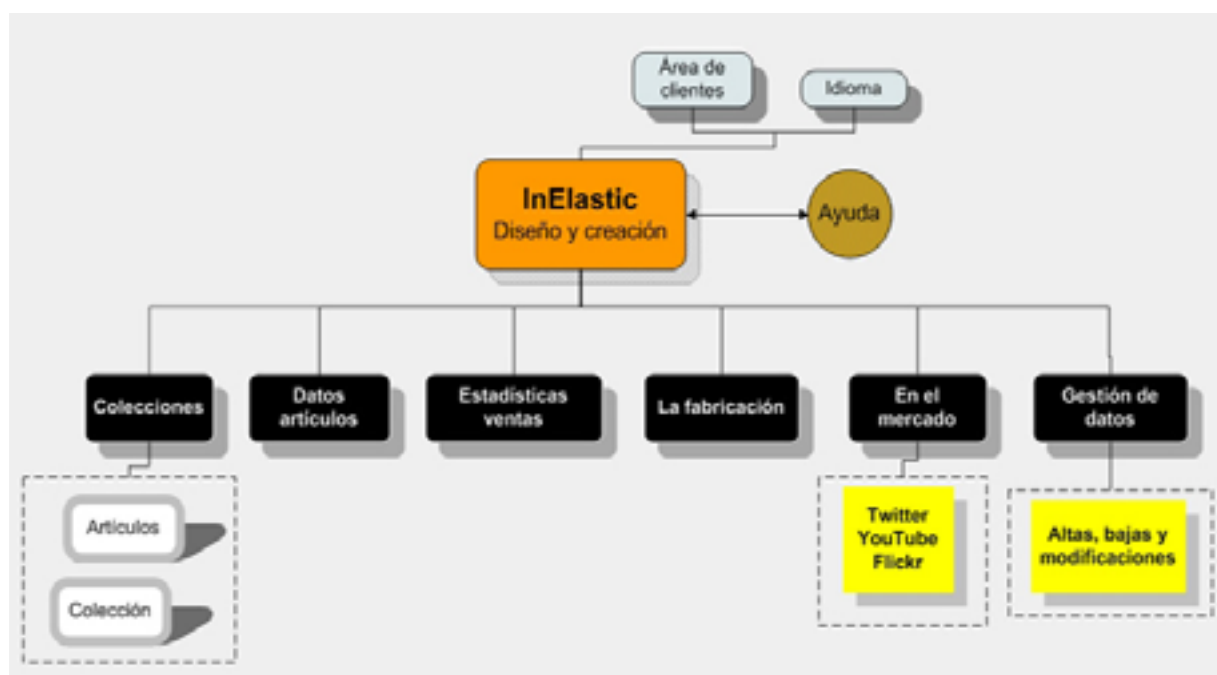 Área de
clientes
Idioma
InElastic
Diseño y creación
Ayuda
Colecciones
Datos
artículos
Estadísticas
ventas
La fabricación
En el
mercado
Gestión de
datos
Artículos
Colección
Twitter
YouTube
Flickr
Altas, bajas y
modificaciones